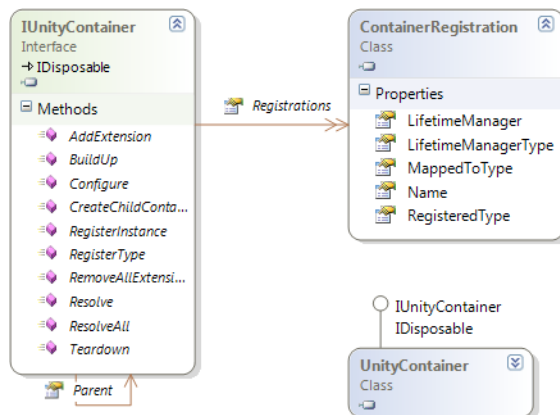 IUnityContainer
Interface
IDisposable
Methods
AddExtension
BuildUp
Configure
CreateChildConta...
RegisterInstance
RegisterType
RemoveAllExtensi...
Resolve
ResolveAll
Teardown
Parent
Registrations
ContainerRegistration
Class
Properties
LifetimeManager
LifetimeManagerType
MappedToType
Name
RegisteredType
IUnityContainer
IDisposable
UnityContainer
Class